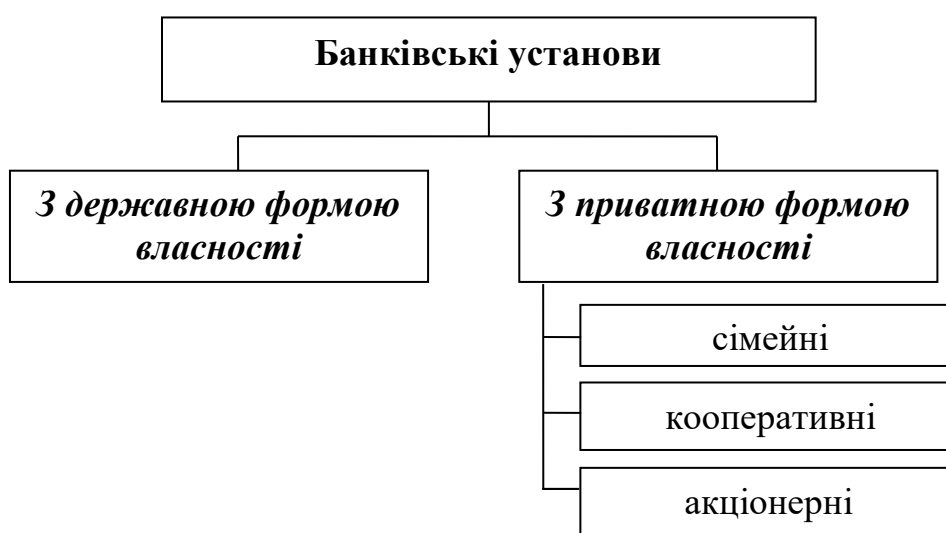 Банківські установи
З державною формою
власності
З приватною формою
власності
сімейні
кооперативні
акціонерні